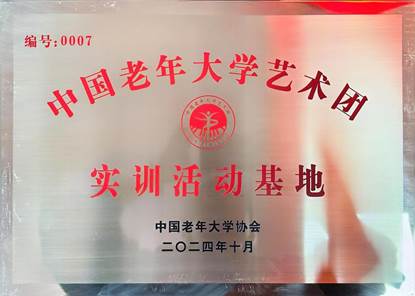 编号:0007
中国老年大学艺术团
实训活动基地
中国老年大学协会
二〇二四年十月